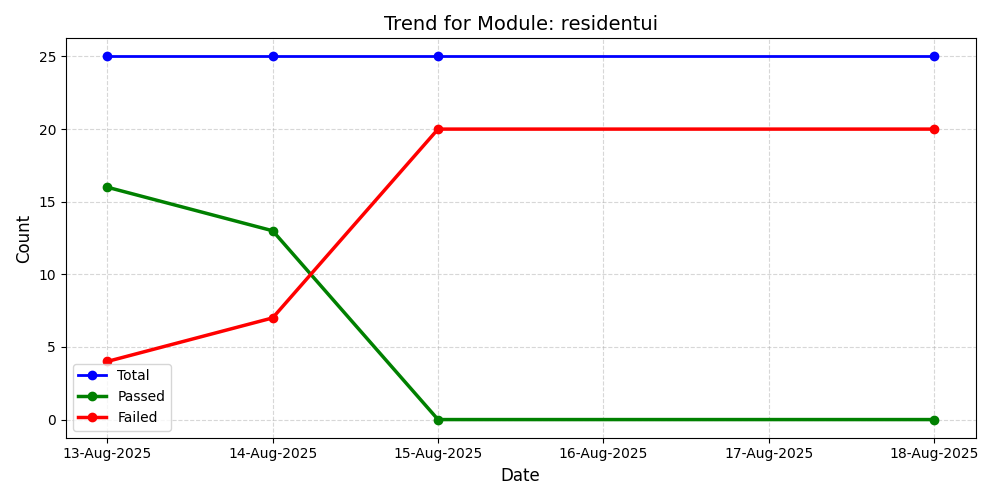 Trend for Module: residentui
Count
25
20
15
10
5
0
Total
Passed
Failed
13-Aug-2025
14-Aug-2025
15-Aug-2025
16-Aug-2025
17-Aug-2025
18-Aug-2025
Date